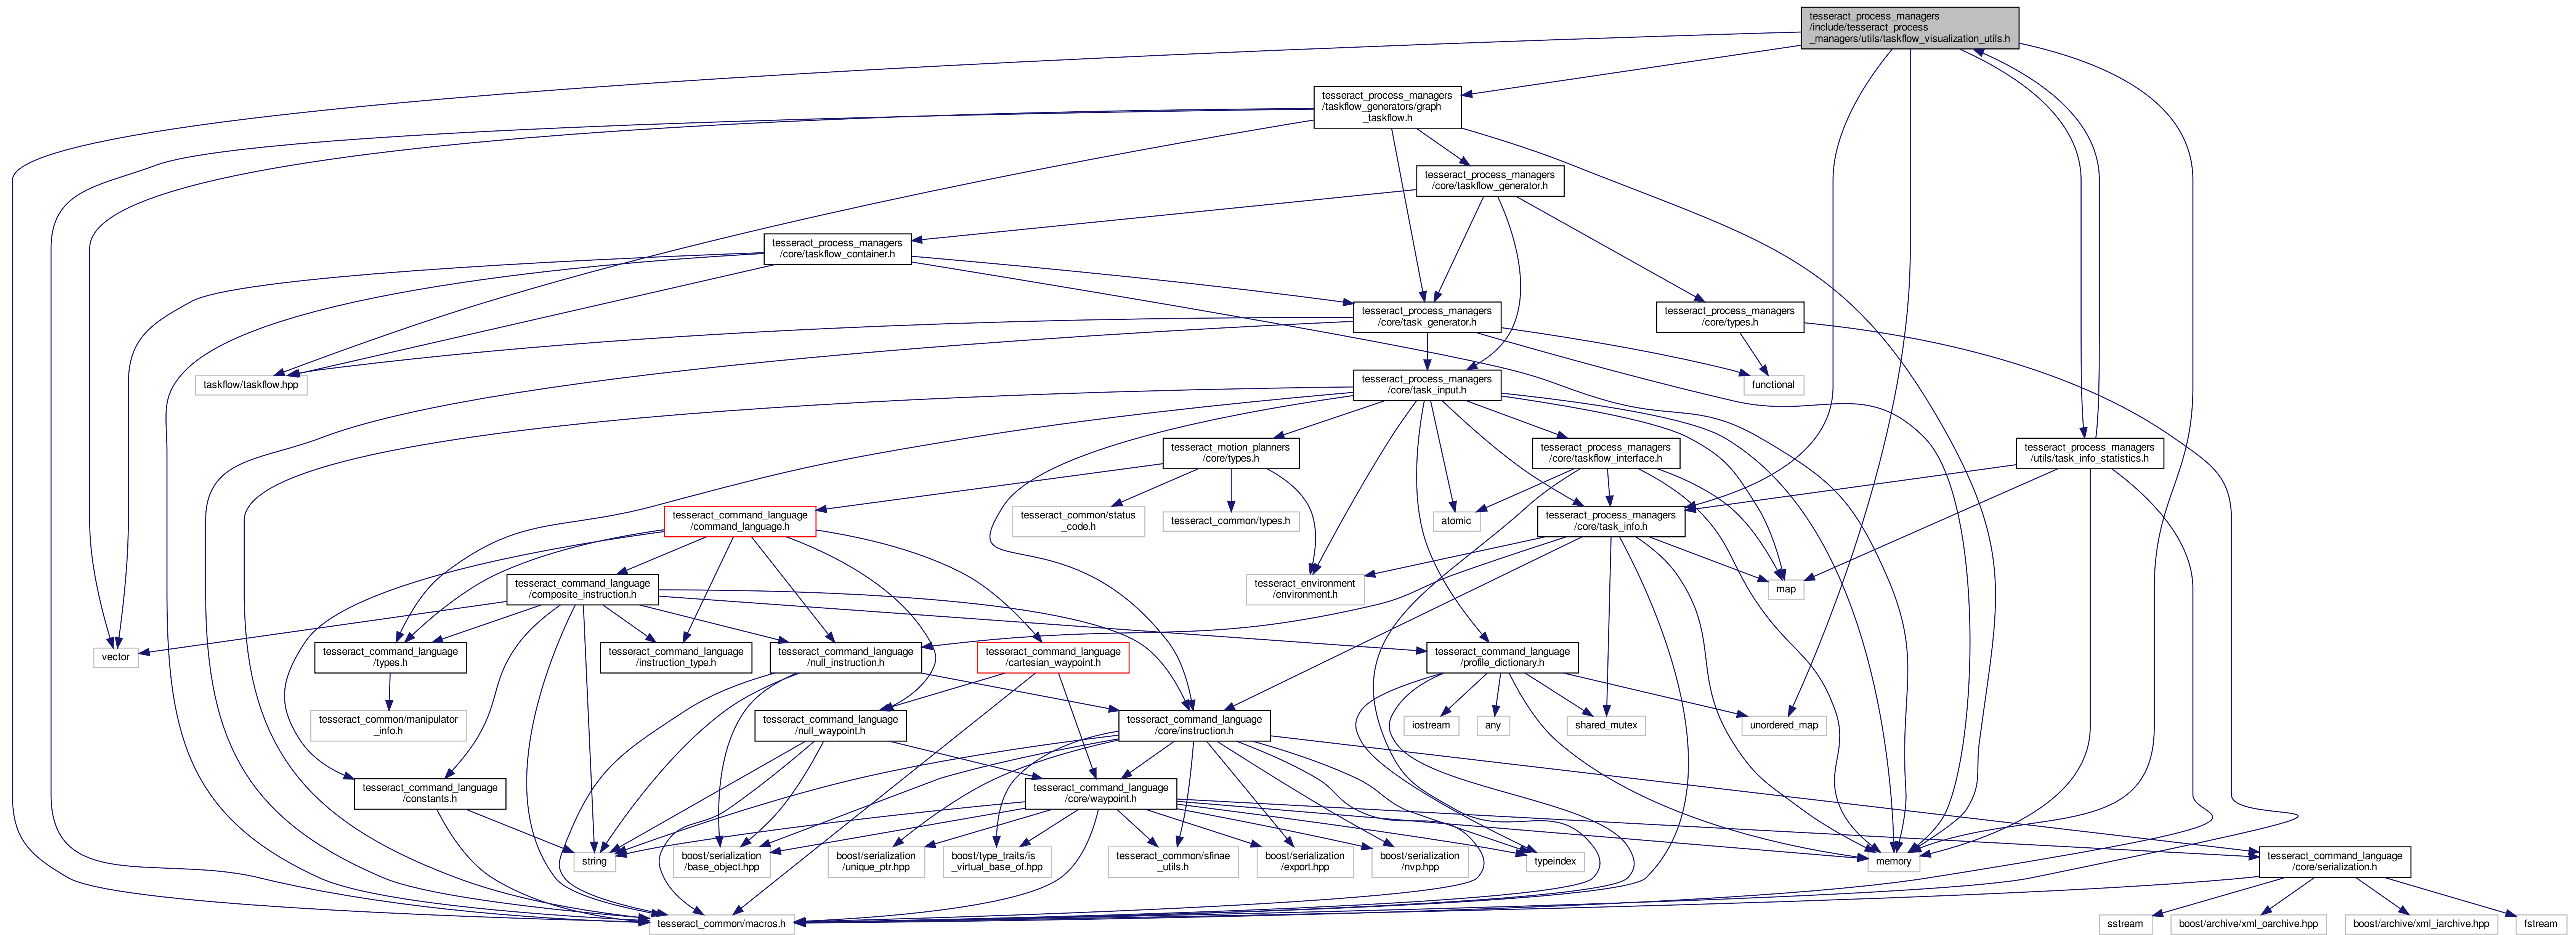 tesseract_process_managers
/include/tesseract_process
_managers/utils/taskflow_visualization_utils.h
tesseract_process_managers
/taskflow_generators/graph
_taskflow.h
tesseract_process_managers
/core/taskflow_generator.h
tesseract_process_managers
/core/taskflow_container.h
tesseract_process_managers
/core/task_generator.h
tesseract_process_managers
/core/types.h
taskflow/taskflow.hpp
tesseract_process_managers
/core/task_input.h
functional
tesseract_motion_planners
/core/types.h
tesseract_process_managers
/core/taskflow_interface.h
tesseract_process_managers
/utils/task_info_statistics.h
tesseract_command_language
/command_language.h
tesseract_common/status
_code.h
tesseract_common/types.h
atomic
tesseract_process_managers
/core/task_info.h
tesseract_command_language
/composite_instruction.h
tesseract_environment
/environment.h
map
vector
tesseract_command_language
/types.h
tesseract_command_language
/instruction_type.h
tesseract_command_language
/null_instruction.h
tesseract_command_language
/cartesian_waypoint.h
tesseract_command_language
/profile_dictionary.h
tesseract_common/manipulator
_info.h
tesseract_command_language
/null_waypoint.h
tesseract_command_language
/core/instruction.h
iostream
any
shared_mutex
unordered_map
tesseract_command_language
/constants.h
tesseract_command_language
/core/waypoint.h
string
boost/serialization
/base_object.hpp
boost/serialization
/unique_ptr.hpp
boost/type_traits/is
_virtual_base_of.hpp
tesseract_common/sfinae
_utils.h
boost/serialization
/export.hpp
boost/serialization
/nvp.hpp
typeindex
memory
tesseract_command_language
/core/serialization.h
tesseract_common/macros.h
sstream
boost/archive/xml_oarchive.hpp
boost/archive/xml_iarchive.hpp
fstream